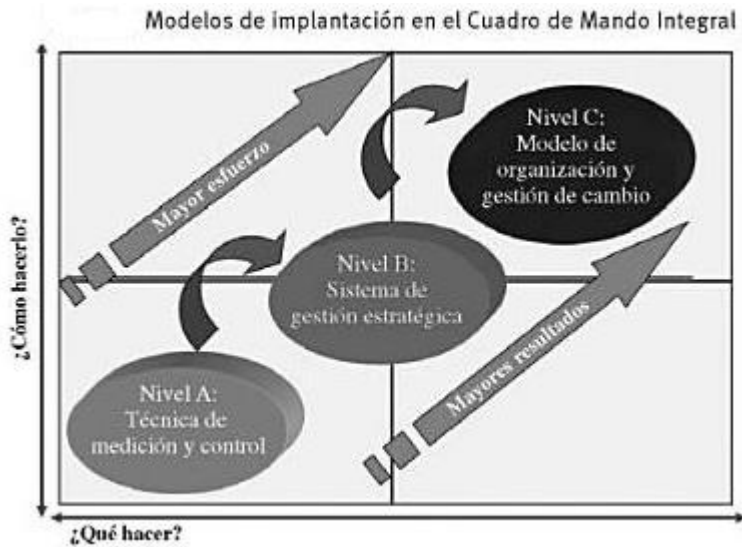 Modelos de implantación en el Cuadro de Mando Integral
¿Cómo hacerlo?
Mayor esfuerzo
Nivel C:
Modelo de
organización y
gestión de cambio
Nivel B:
Sistema de
gestión estratégica
Nivel A:
Técnica de
medición y control
Mayores resultados
¿Qué hacer?